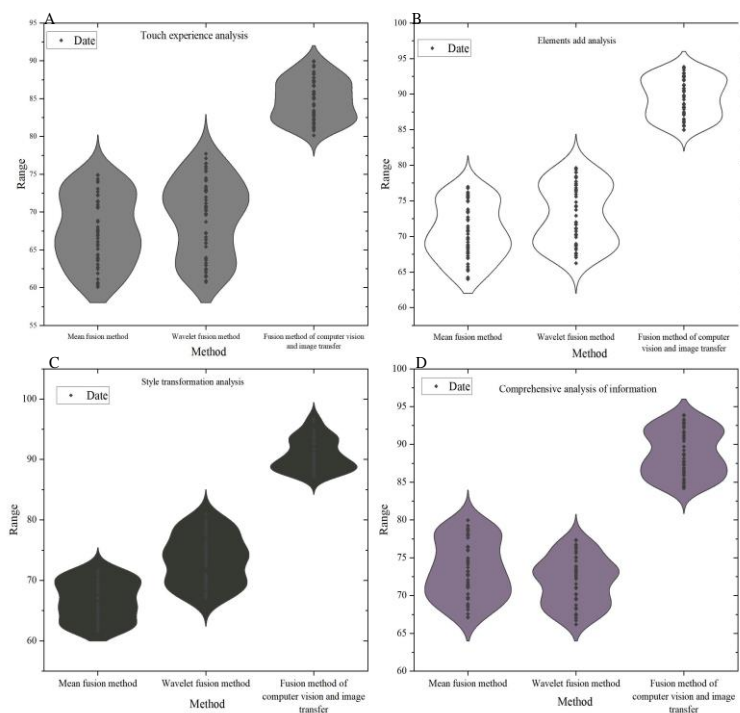 A
Touch experience analysis
Date
95
90
85
80
75
70
65
60
55
Range
Mean fusion method
Wavelet fusion method
Fusion method of computer vision
and image transfer
Method
B
Elements add analysis
Date
100
95
90
85
80
75
70
65
60
Range
Mean fusion method
Wavelet fusion method
Fusion method of computer
vision and image transfer
Method
C
Style transformation analysis
Date
100
90
80
70
60
Range
Mean fusion method
Wavelet fusion method
Fusion method of
computer vision and image
transfer
Method
D
Comprehensive analysis of information
Date
100
95
90
85
80
75
70
65
60
Range
Mean fusion method
Wavelet fusion method
Fusion method of
computer vision and image
transfer
Method